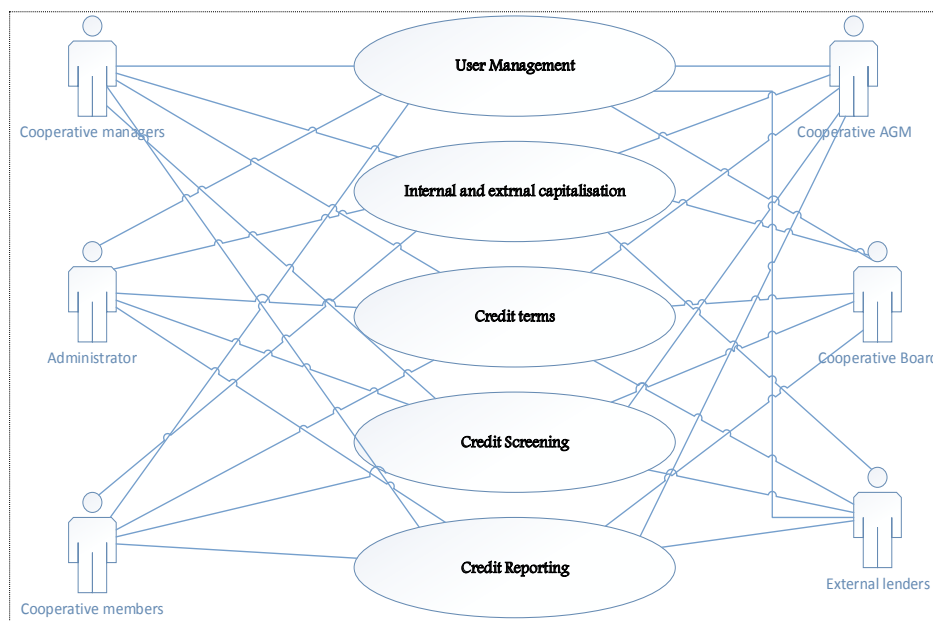 User Management
Cooperative managers
Cooperative AGM
Internal and extrnal capitalisation
Credit terms
Administrator
Cooperative Board
Credit Screening
External lenders
Credit Reporting
Cooperative members